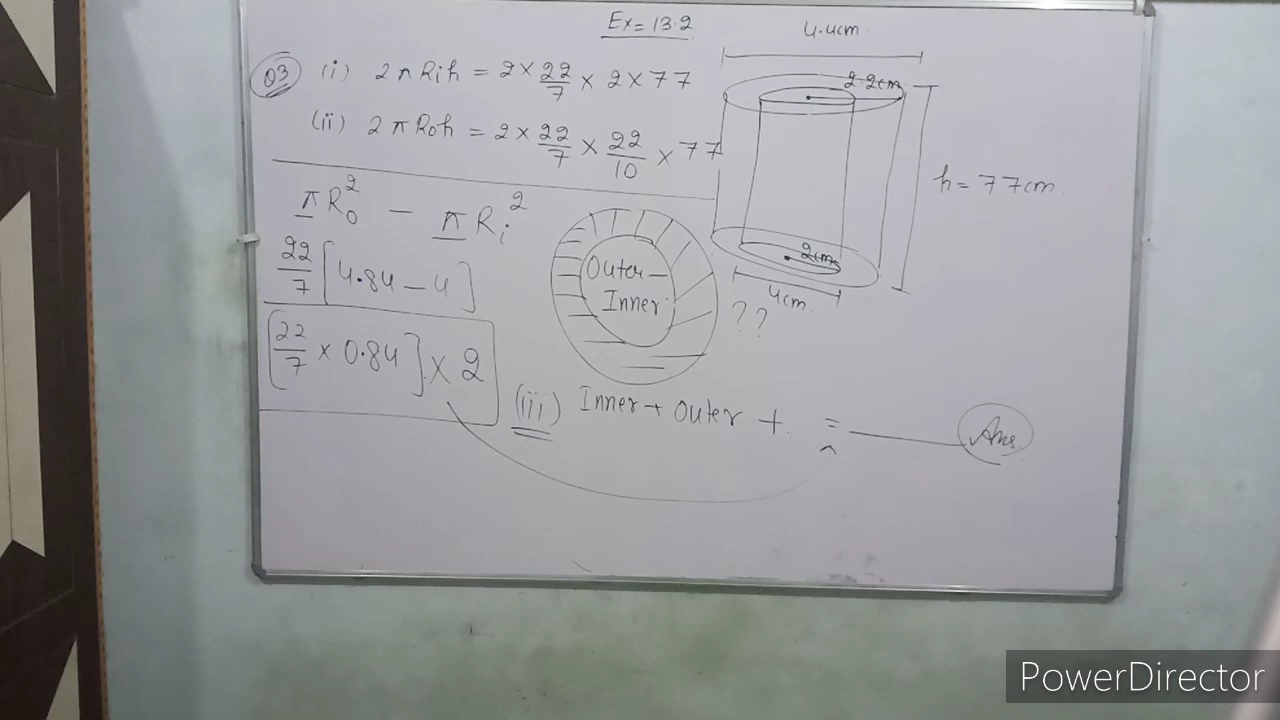 Ex = 13.2
Q3 (i) 2πRih = 2 × 22/7 × 2 × 77
(ii) 2πRoh = 2 × 22/7 × 22/10 × 77
πR₀² – πRᵢ²
22/7 [4.84 – 4]
[22/7 × 0.84] × 2
Outer –
Inner
4.4cm
2.2cm
h = 77cm
2cm
4cm
??
(iii) Inner + Outer + = Ans
PowerDirector